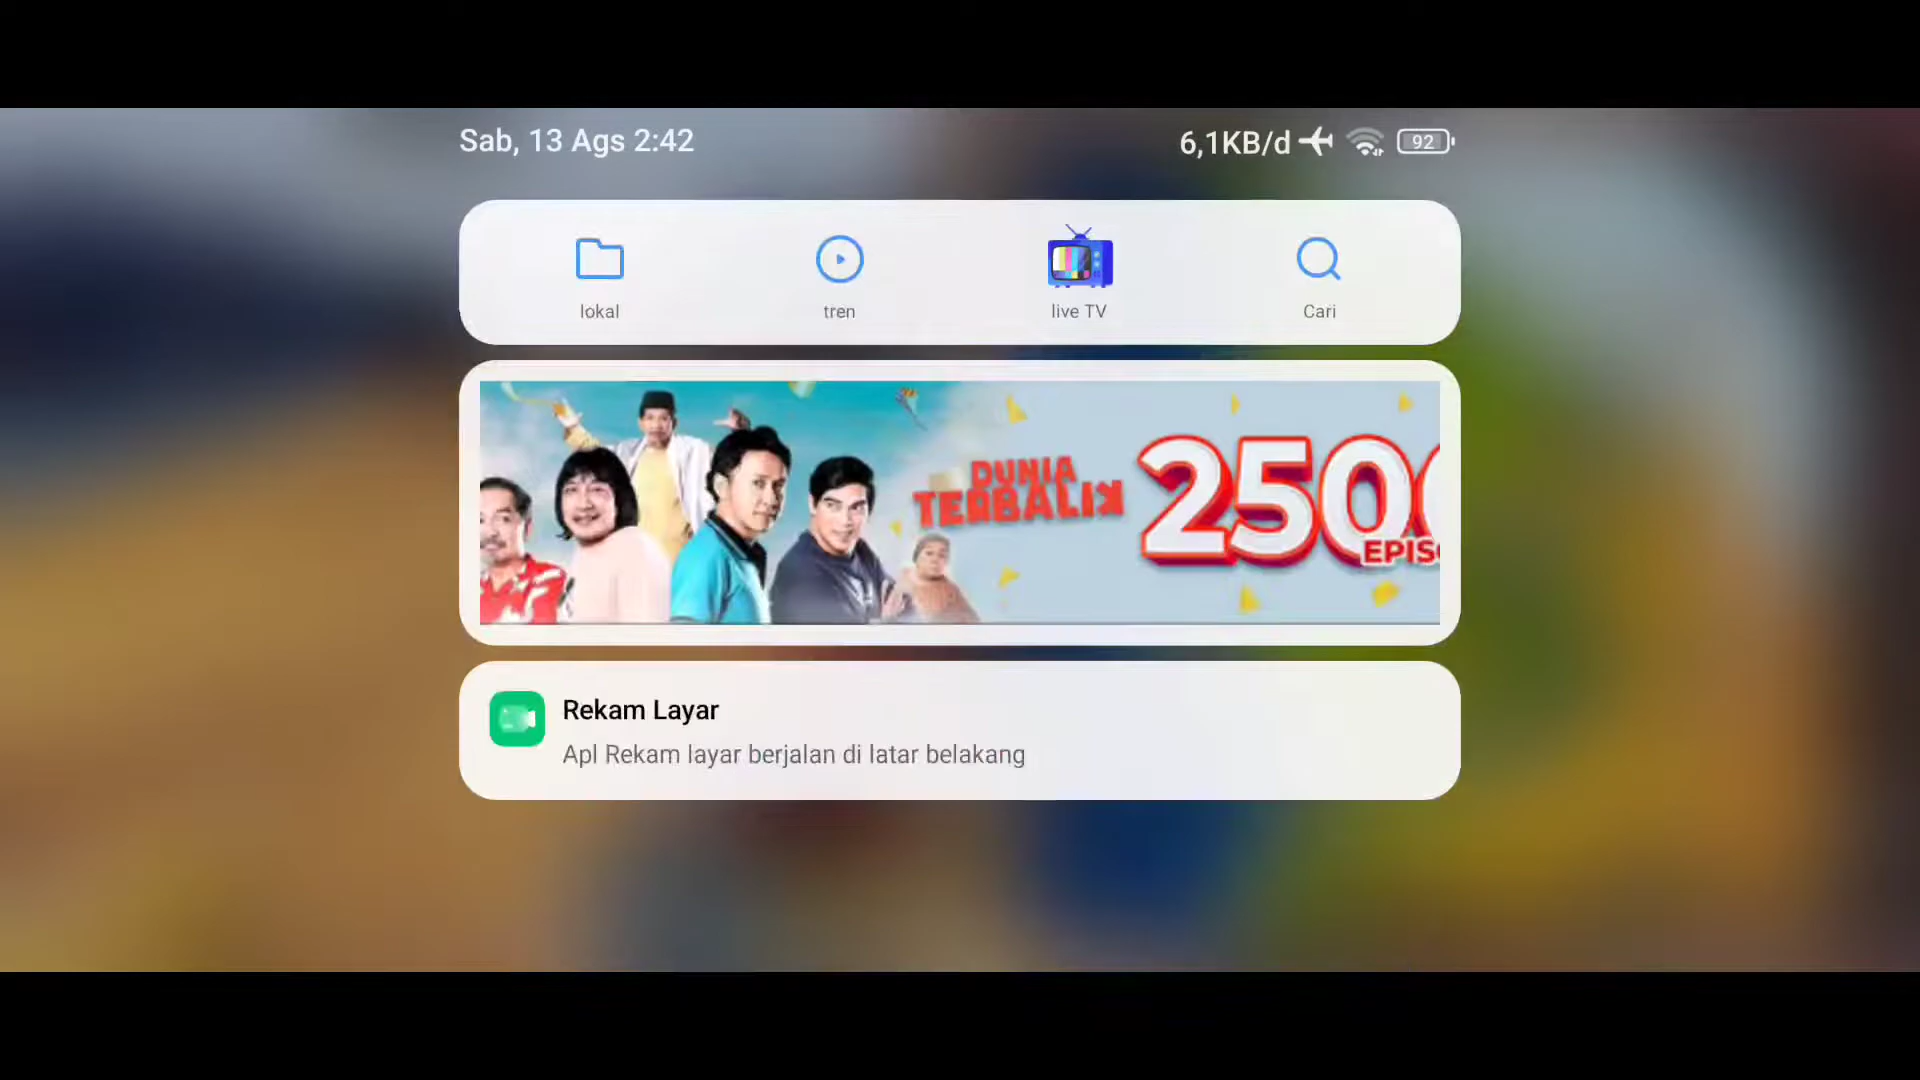 Sab, 13 Ags 2:42
6,1KB/d
92
lokal
tren
live TV
Cari
DUNIA
TERBALIK
2500
EPIS
Rekam Layar
Apl Rekam layar berjalan di latar belakang